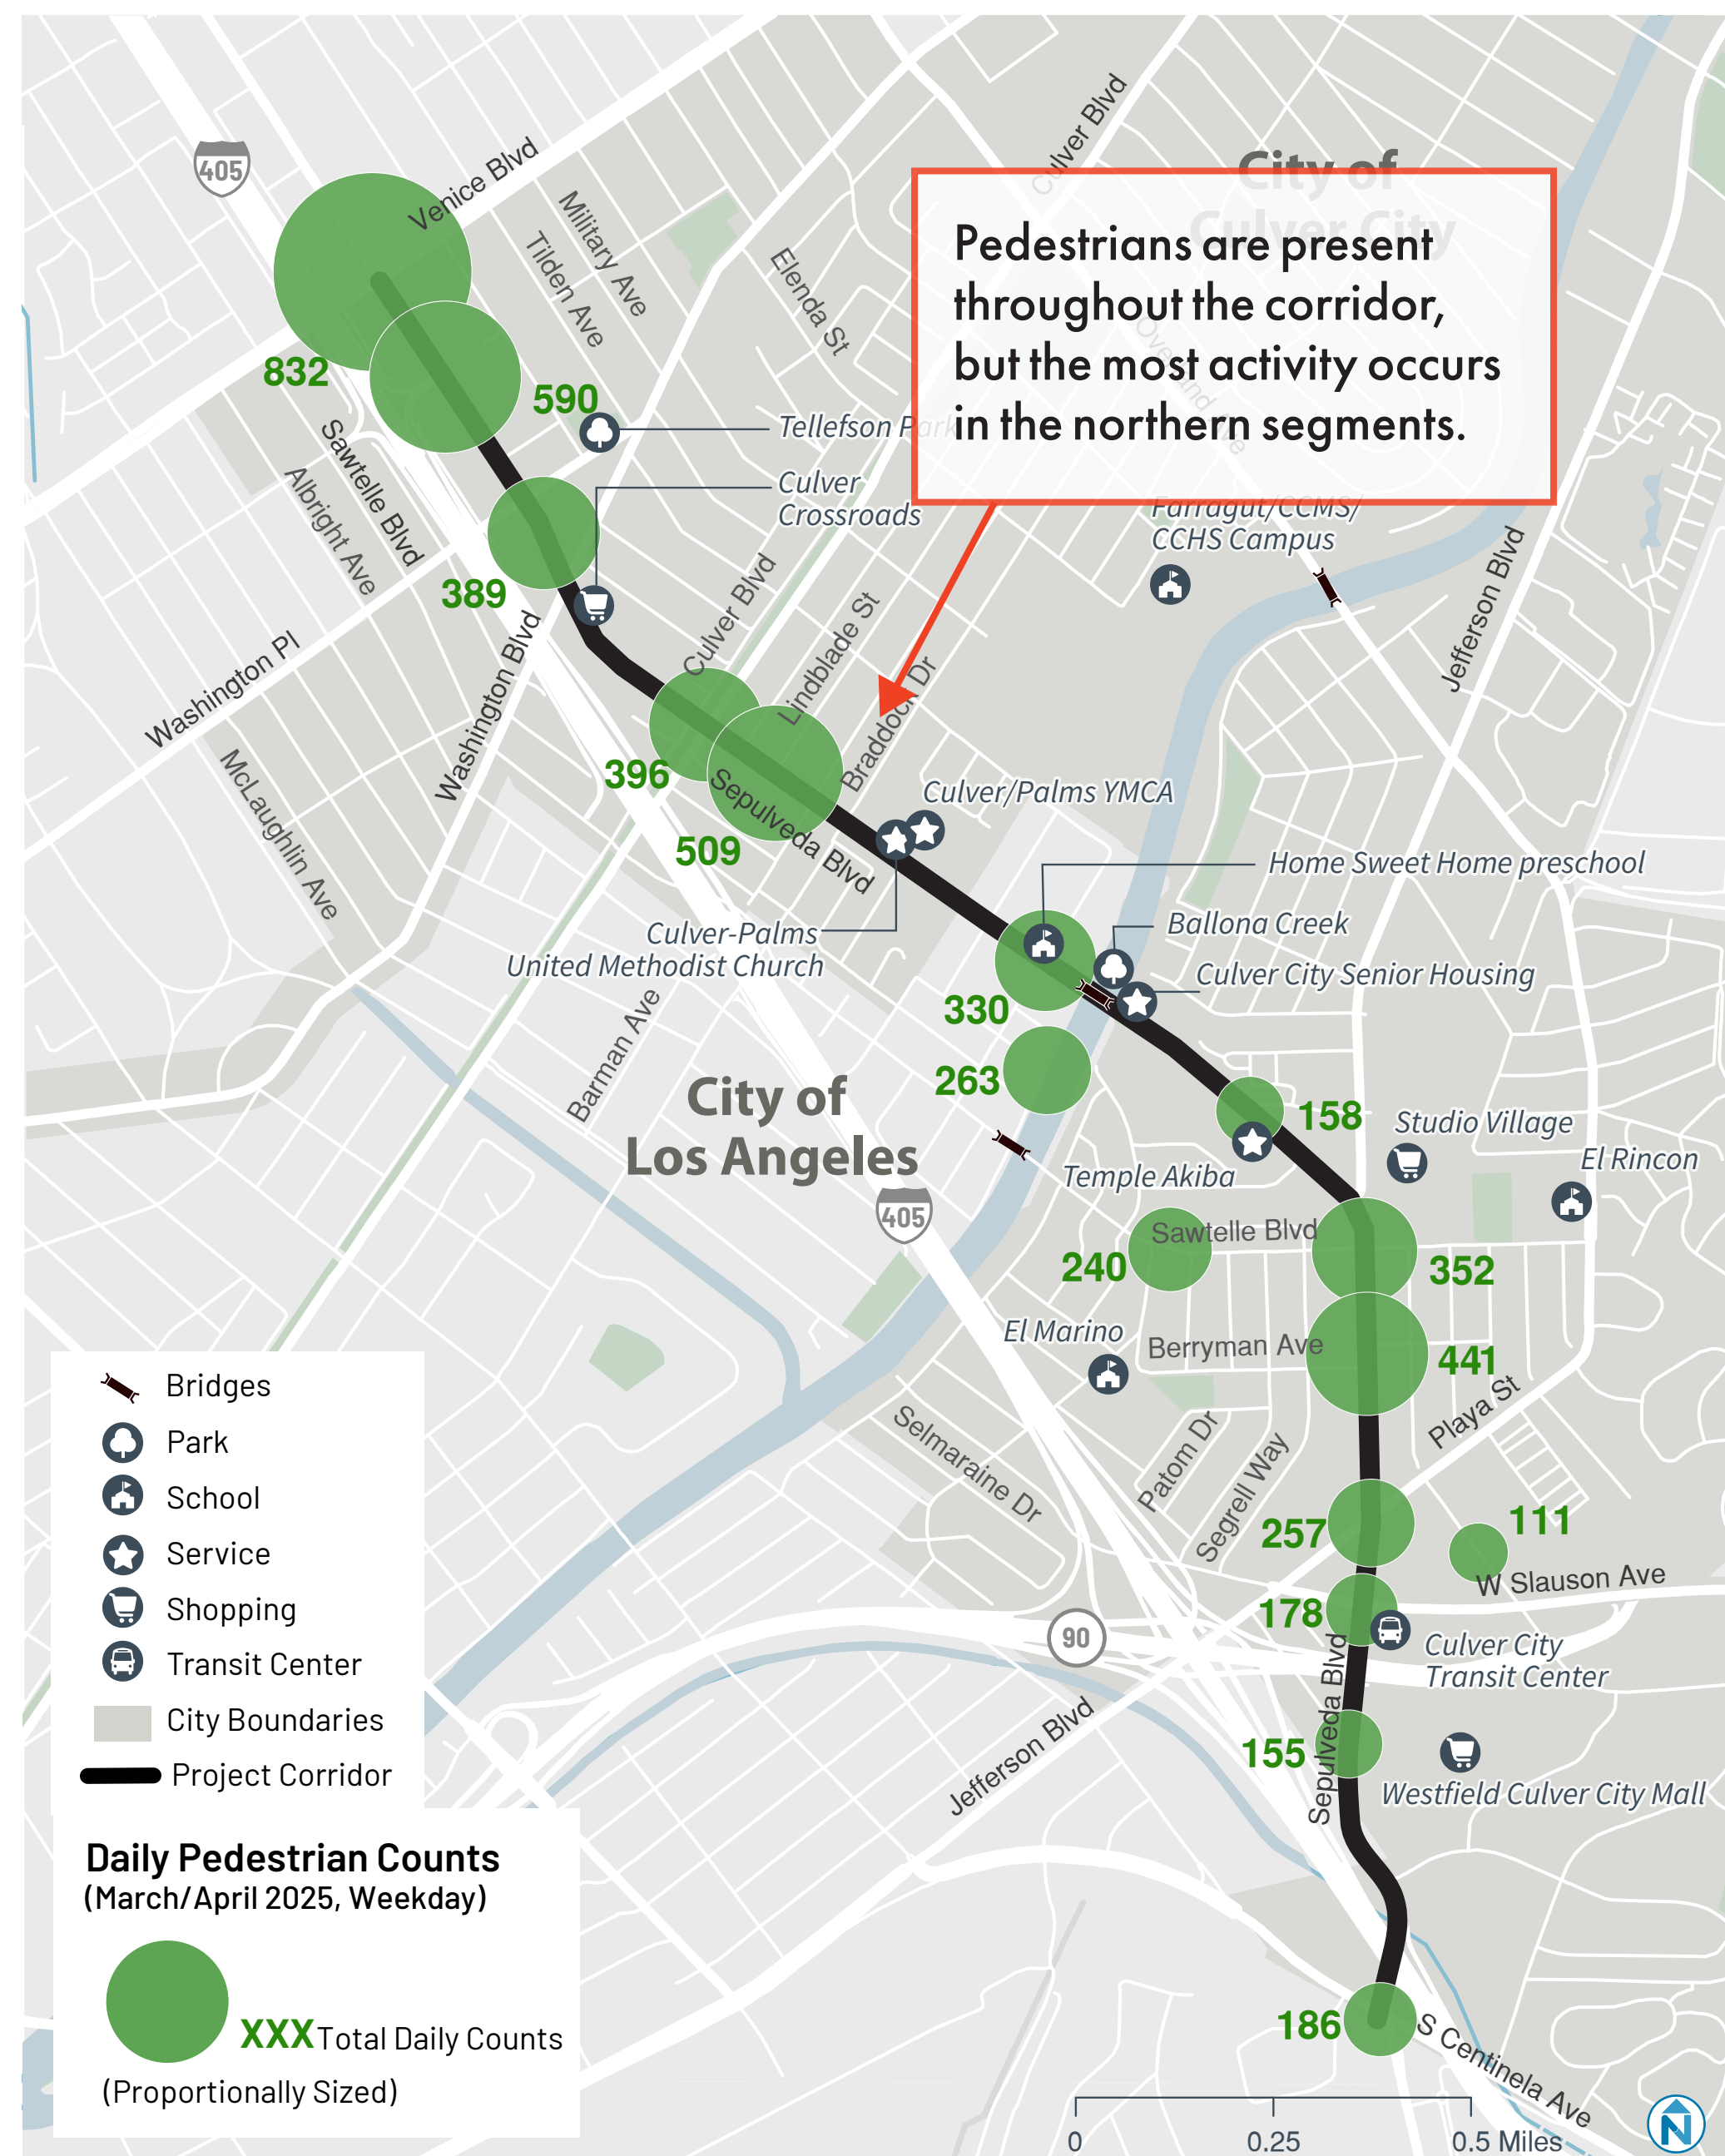 405
Venice Blvd
Military Ave
Tilden Ave
Elenda St
Culver Blvd
City of
Culver City
Overland Ave
Pedestrians are present
throughout the corridor,
but the most activity occurs
in the northern segments.
832
590
Tellefson Park
Culver
Crossroads
Sawtelle Blvd
Albright Ave
389
Washington Pl
Washington Blvd
McLaughlin Ave
Culver Blvd
Lindblade St
Braddock Dr
Farragut/CCMS/
CCHS Campus
Jefferson Blvd
396
509
Sepulveda Blvd
Culver/Palms YMCA
Culver-Palms
United Methodist Church
Home Sweet Home preschool
Ballona Creek
Culver City Senior Housing
330
263
Barman Ave
City of
Los Angeles
405
158
Studio Village
El Rincon
Temple Akiba
Sawtelle Blvd
240
352
El Marino
Berryman Ave
441
Playa St
Selmaraine Dr
Patom Dr
Segrell Way
257
111
W Slauson Ave
178
90
Culver City
Transit Center
Sepulveda Blvd
Jefferson Blvd
155
Westfield Culver City Mall
186
S Centinela Ave
Bridges
Park
School
Service
Shopping
Transit Center
City Boundaries
Project Corridor
Daily Pedestrian Counts
(March/April 2025, Weekday)
XXX Total Daily Counts
(Proportionally Sized)
0 0.25 0.5 Miles
N